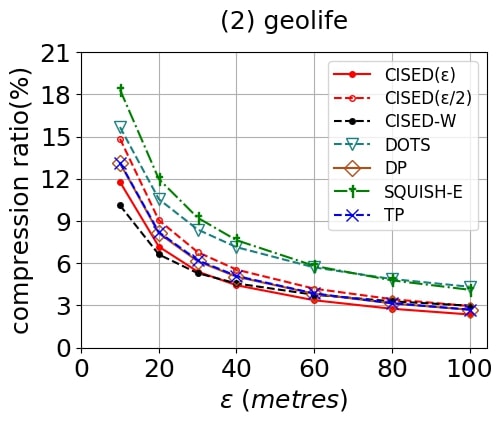 (2) geolife
compression ratio(%)
21
18
15
12
9
6
3
0
0 20 40 60 80 100
ε (metres)
CISED(ε)
CISED(ε/2)
CISED-W
DOTS
DP
SQUISH-E
TP